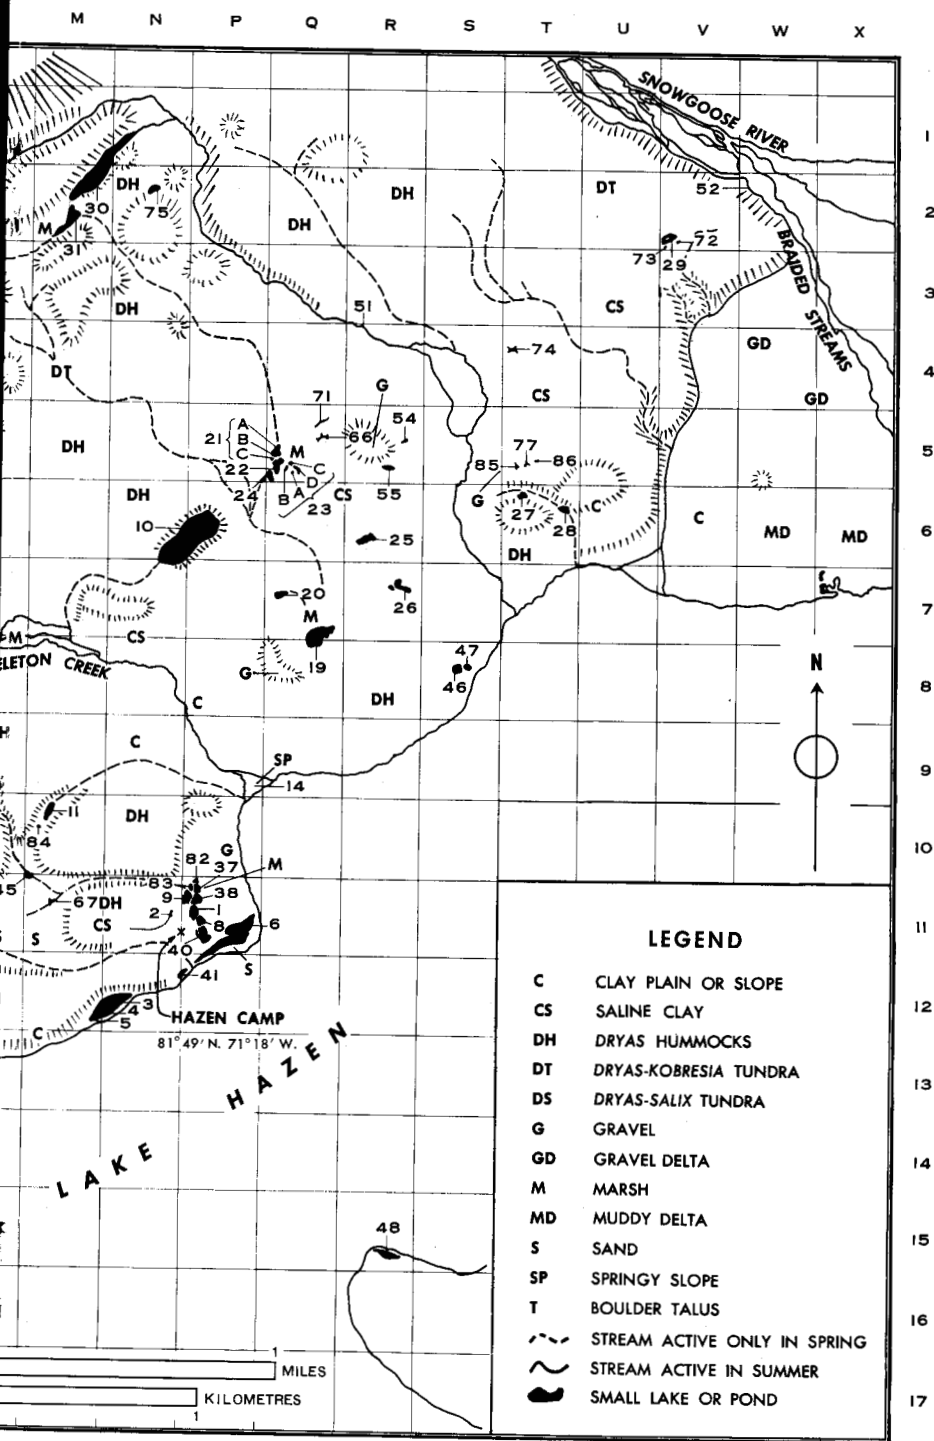 M N P Q R S T U V W X
SNOWGOOSE RIVER
1
DH
DH
DT
52
30
75
2
M
DH
72
31
BRAIDED STREAMS
73
29
3
DH
51
CS
GD
74
DT
4
G
CS
GD
71
A
54
21
B
M
66
77
DH
C
5
22
C
85
86
D
24
B
A
CS
55
DH
23
G
C
10
27
28
C
25
6
DH
MD
MD
20
26
M
7
M
CS
47
N
ELETON CREEK
19
G
46
8
C
DH
C
SP
9
14
11
DH
84
10
G
82
37
M
83
45
9
38
67
DH
2
1
CS
8
6
11
S
40
S
41
LEGEND
3
4
5
12
HAZEN CAMP
C
81°49' N. 71°18' W.
LAKE HAZEN
13
14
48
15
16
17
C CLAY PLAIN OR SLOPE
CS SALINE CLAY
DH DRYAS HUMMOCKS
DT DRYAS-KOBRESIA TUNDRA
DS DRYAS-SALIX TUNDRA
G GRAVEL
GD GRAVEL DELTA
M MARSH
MD MUDDY DELTA
S SAND
SP SPRINGY SLOPE
T BOULDER TALUS
STREAM ACTIVE ONLY IN SPRING
STREAM ACTIVE IN SUMMER
SMALL LAKE OR POND
1
MILES
KILOMETRES
1